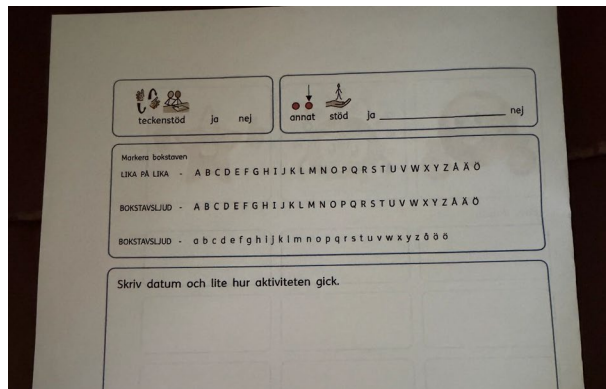 teckenstöd ja nej
annat stöd ja ____________________ nej
Markera bokstaven
LIKA PÅ LIKA - A B C D E F G H I J K L M N O P Q R S T U V W X Y Z Å Ä Ö
BOKSTAVSLJUD - A B C D E F G H I J K L M N O P Q R S T U V W X Y Z Å Ä Ö
BOKSTAVSLJUD - a b c d e f g h i j k l m n o p q r s t u v w x y z å ö ö
Skriv datum och lite hur aktiviteten gick.